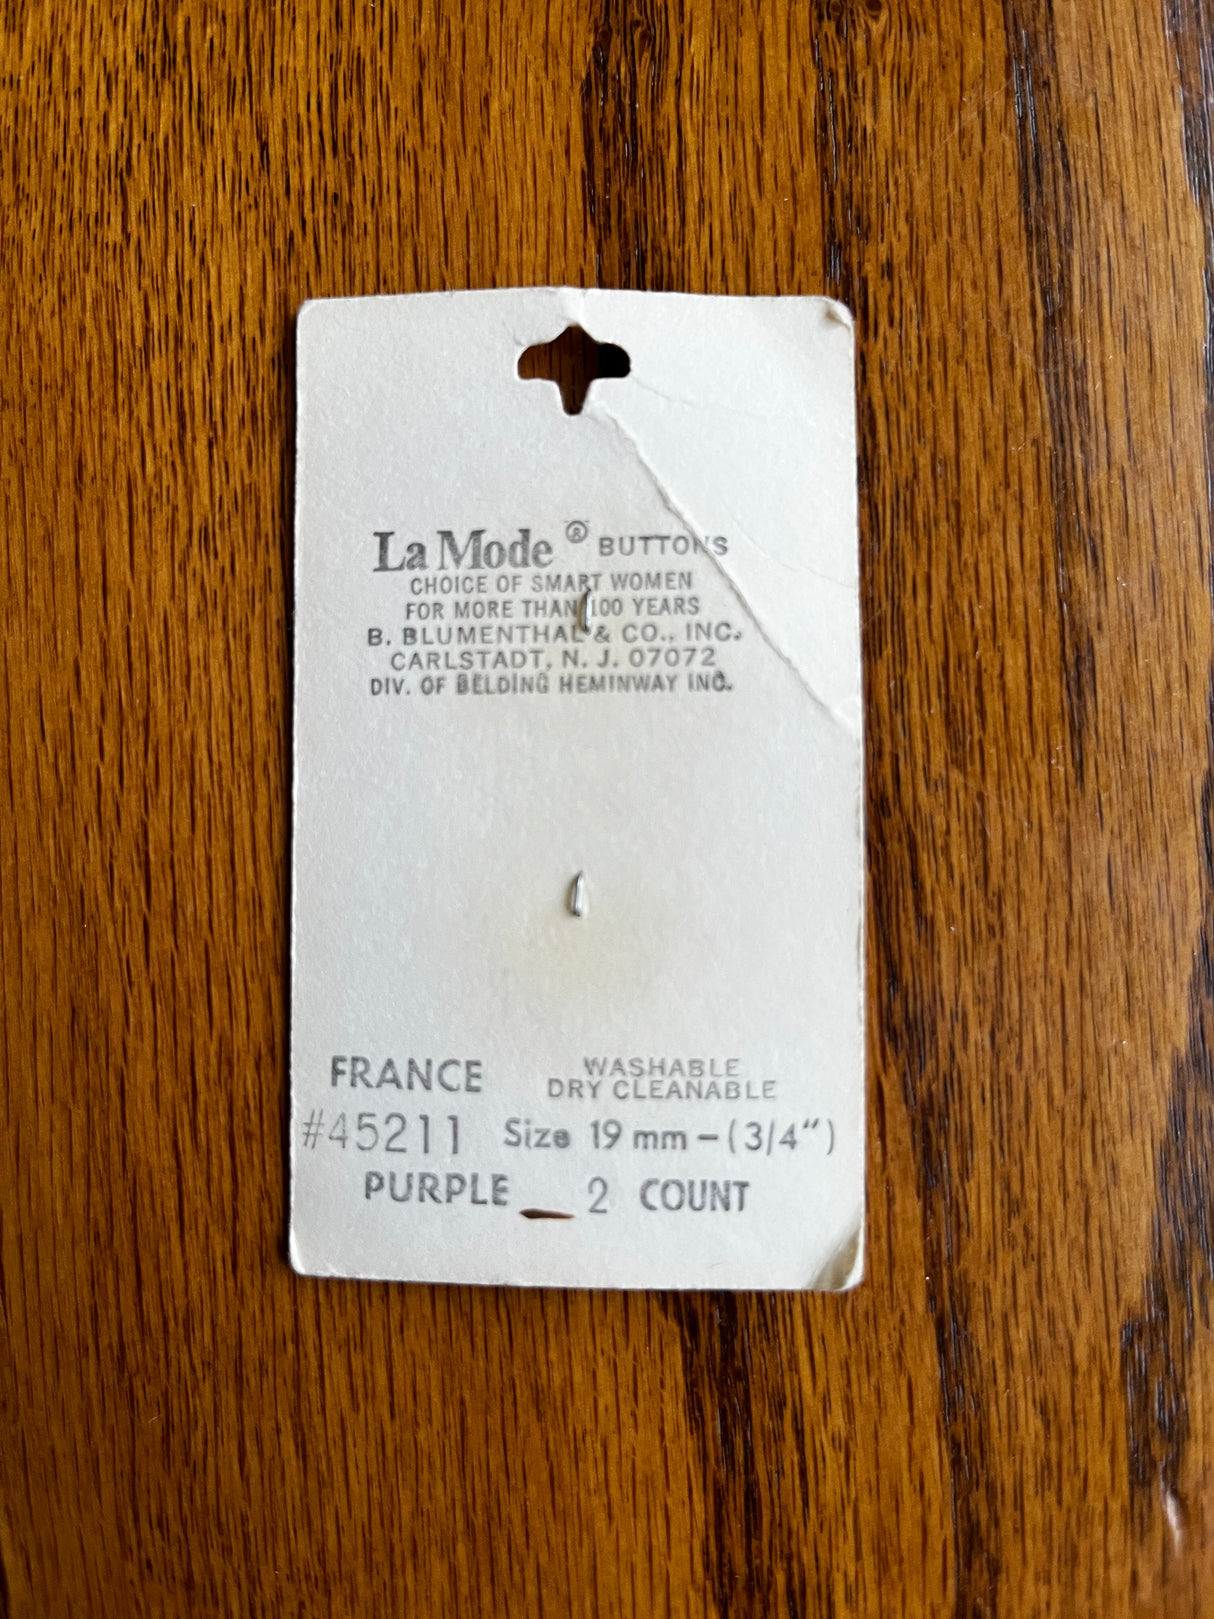 La Mode ® BUTTONS
CHOICE OF SMART WOMEN
FOR MORE THAN 100 YEARS
B. BLUMENTHAL & CO., INC.
CARLSTADT, N. J. 07072
DIV. OF BELDING HEMINWAY INC.
FRANCE WASHABLE
DRY CLEANABLE
#45211 Size 19 mm - (3/4")
PURPLE 2 COUNT